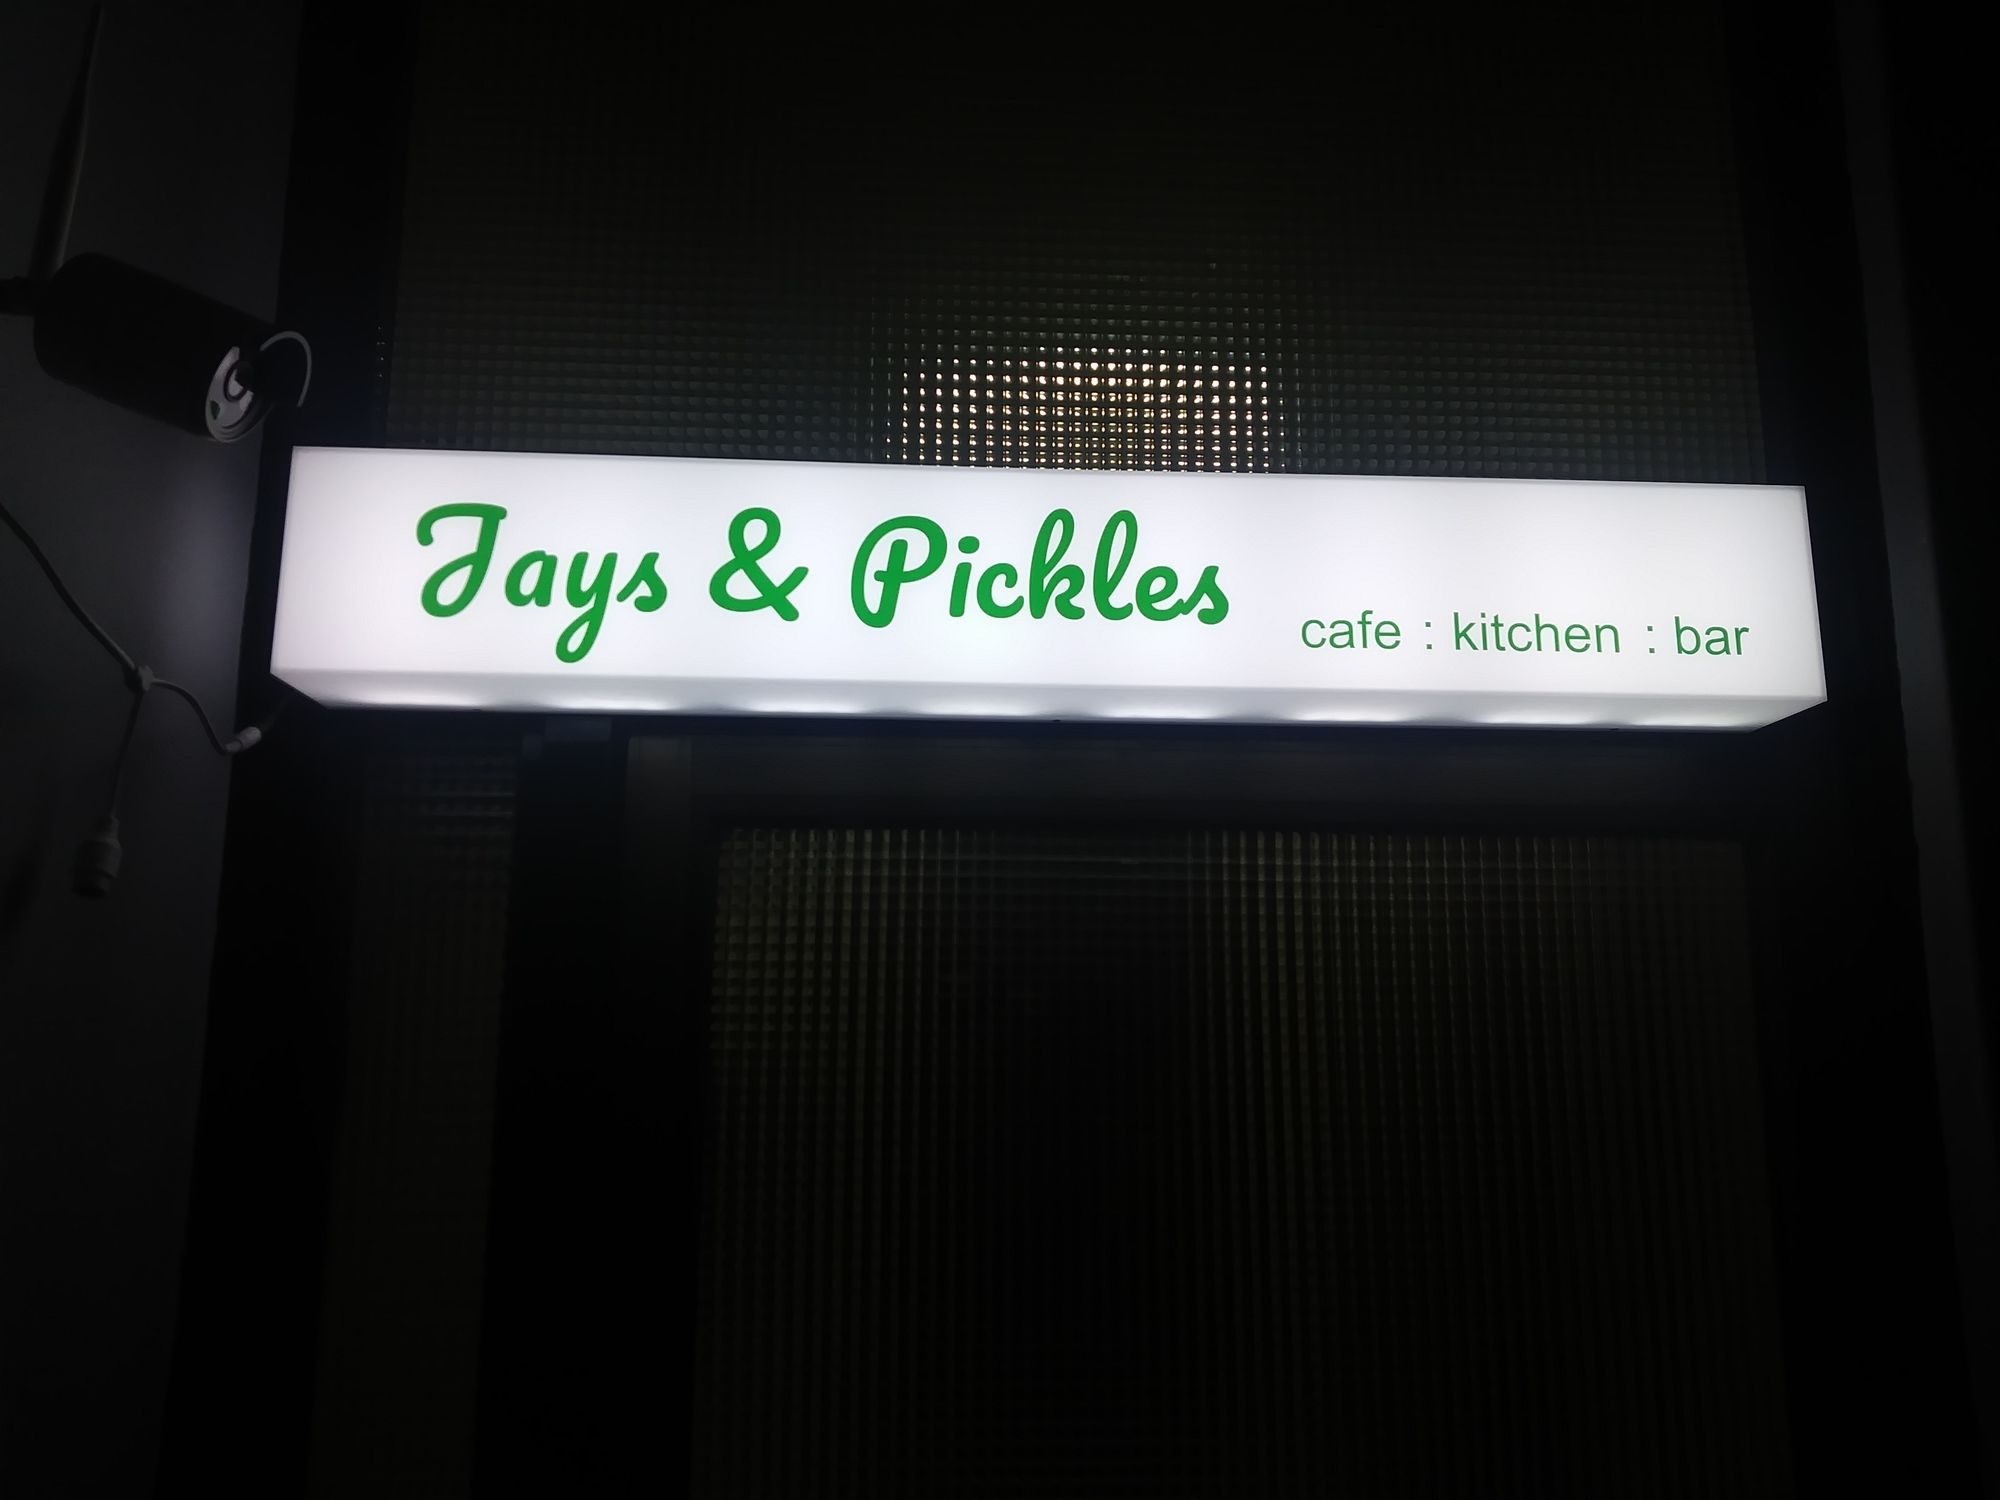 Jays & Pickles
cafe : kitchen : bar